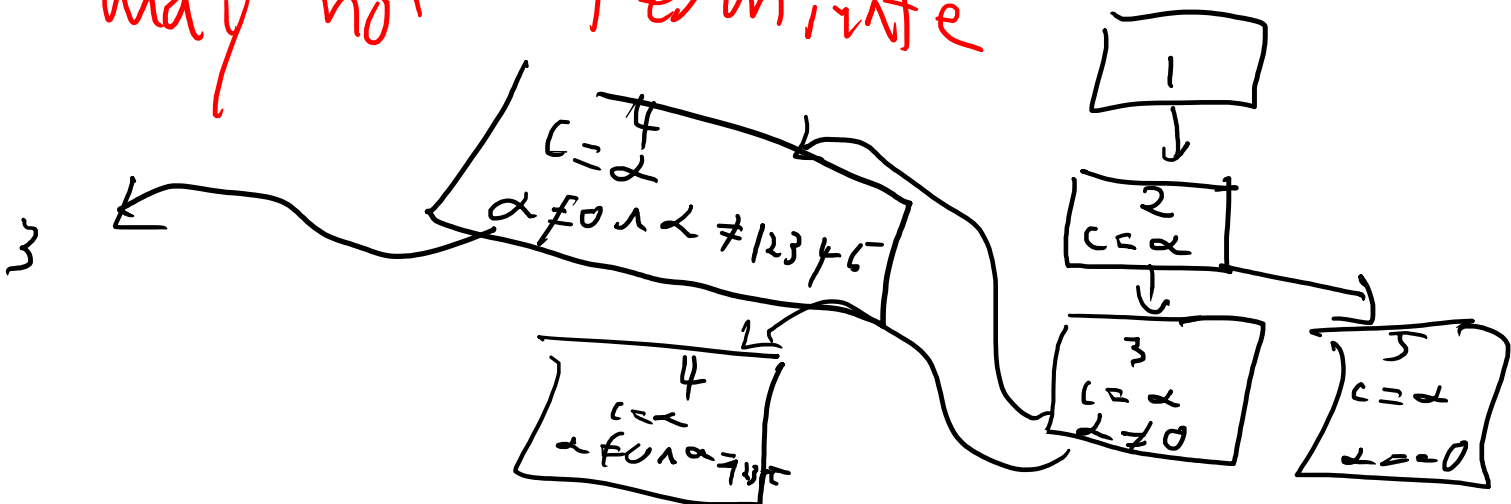 may not Terminate
1
2
c = α
3
c = α
α ≠ 0
5
c = α
α == 0
4
c = α
α ≠ 0 ∧ α ≠ 12345
4
c = α
3